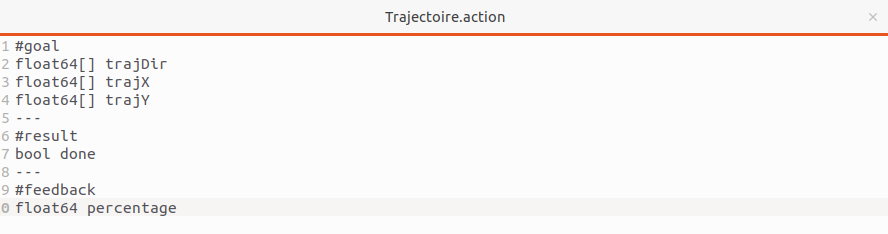 Trajectoire.action
1 #goal
2 float64[] trajDir
3 float64[] trajX
4 float64[] trajY
5 ---
6 #result
7 bool done
8 ---
9 #feedback
0 float64 percentage